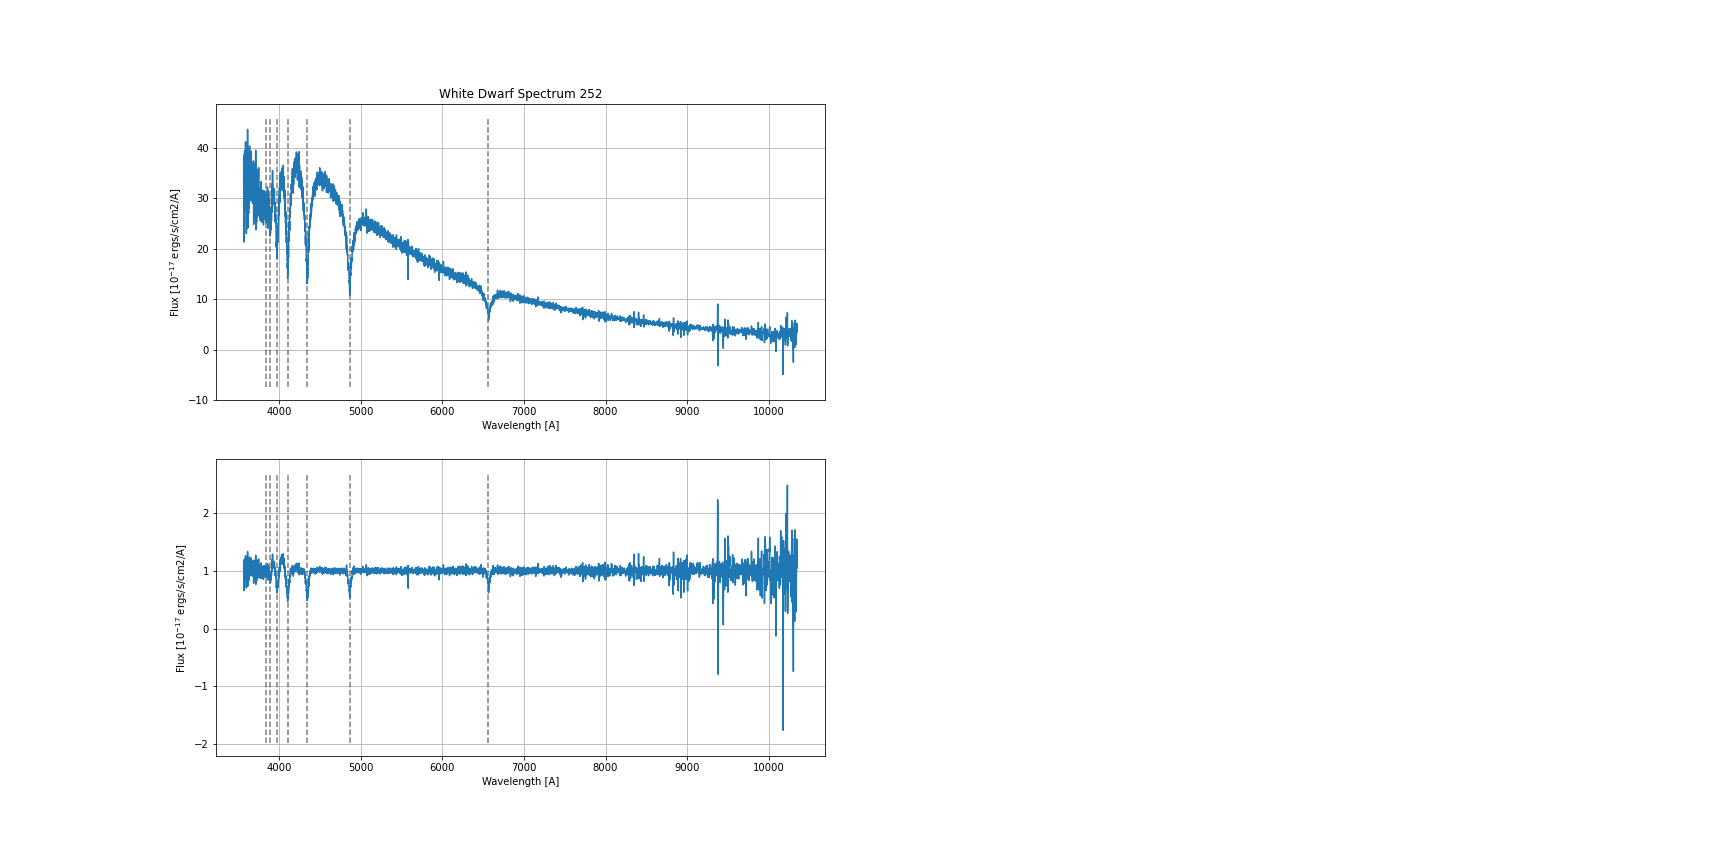 White Dwarf Spectrum 252
40
30
20
10
0
−10
Flux [10⁻¹⁷ ergs/s/cm2/A]
4000 5000 6000 7000 8000 9000 10000
Wavelength [A]
2
1
0
−1
−2
Flux [10⁻¹⁷ ergs/s/cm2/A]
4000 5000 6000 7000 8000 9000 10000
Wavelength [A]